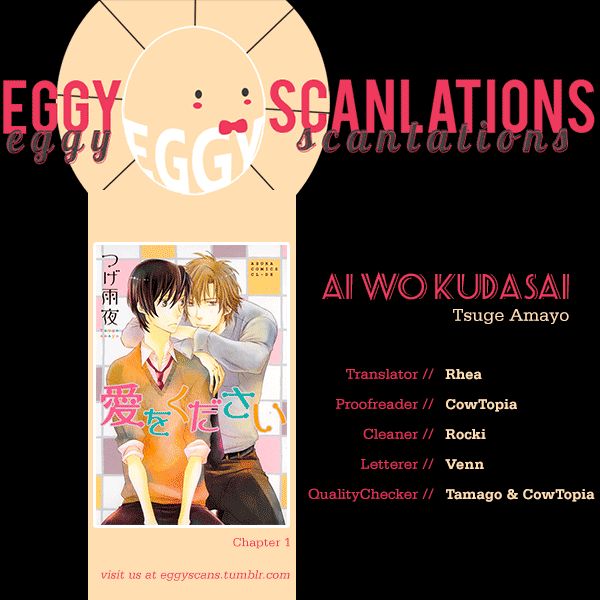 EGGY SCANLATIONS
eggy scantations
EGGY
つげ雨夜
Tsuge Amayo
ASUKA
COMICS
CL-DX
愛をください
AI WO KUDASAI
Tsuge Amayo
Translator // Rhea
Proofreader // CowTopia
Cleaner // Rocki
Letterer // Venn
QualityChecker // Tamago & CowTopia
Chapter 1
visit us at eggyscans.tumblr.com